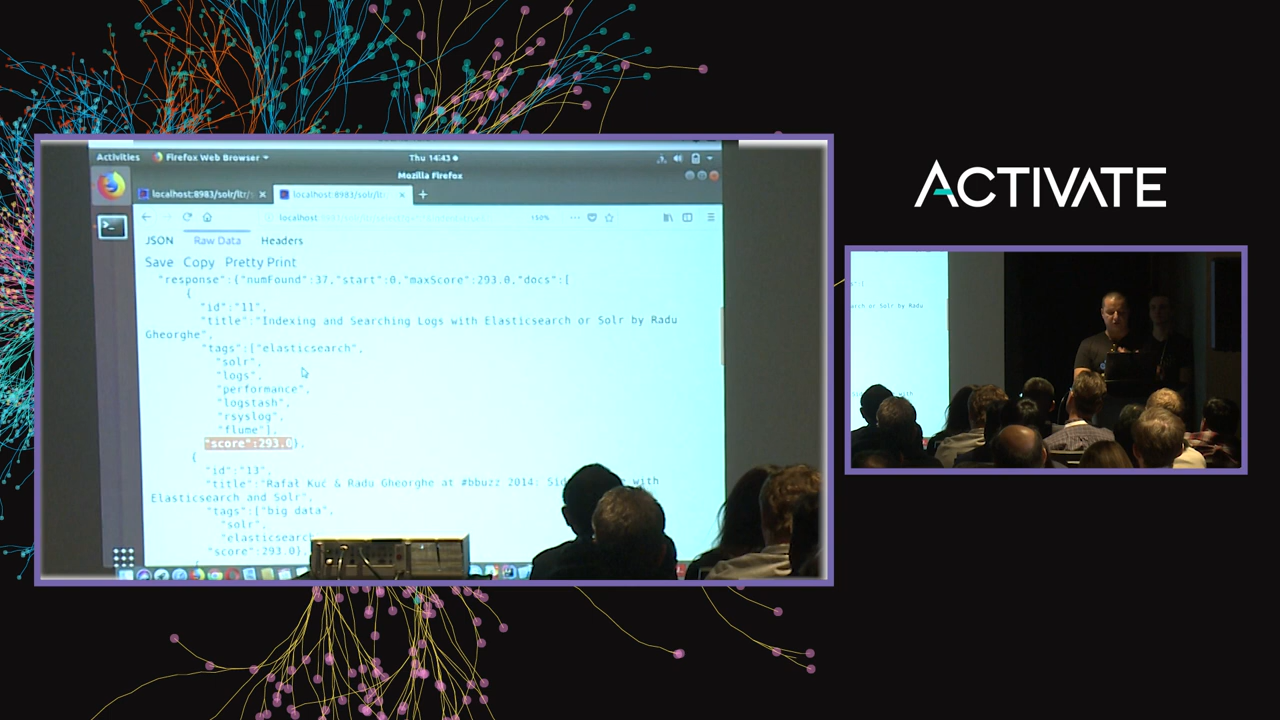 Activities Firefox Web Browser Thu 14:43
Mozilla Firefox
localhost:8983/solr/ltr/ localhost:8983/solr/lt
150%
JSON Raw Data Headers
Save Copy Pretty Print
"response":{"numFound":37,"start":0,"maxScore":293.0,"docs":[
{
"id":"11",
"title":"Indexing and Searching Logs with Elasticsearch or Solr by Radu
Gheorghe",
"tags":["elasticsearch",
"solr",
"logs",
"performance",
"logstash",
"rsyslog",
"flume"],
"score":293.0},
{
"id":"13",
"title":"Rafał Kuć & Radu Gheorghe at #bbuzz 2014: with
Elasticsearch and Solr",
"tags":["big data",
"solr",
"elasticsearch
"score":293.0},
ACTIVATE